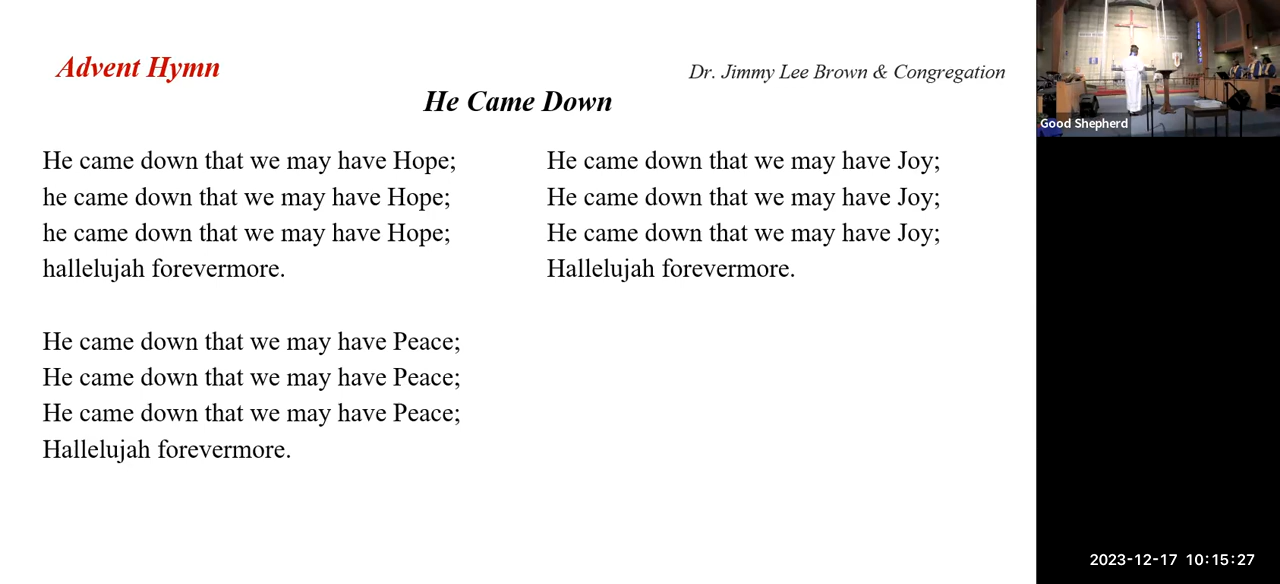 Advent Hymn
Dr. Jimmy Lee Brown & Congregation
He Came Down
He came down that we may have Hope;
he came down that we may have Hope;
he came down that we may have Hope;
hallelujah forevermore.
He came down that we may have Peace;
He came down that we may have Peace;
He came down that we may have Peace;
Hallelujah forevermore.
He came down that we may have Joy;
He came down that we may have Joy;
He came down that we may have Joy;
Hallelujah forevermore.
Good Shepherd
2023-12-17 10:15:27